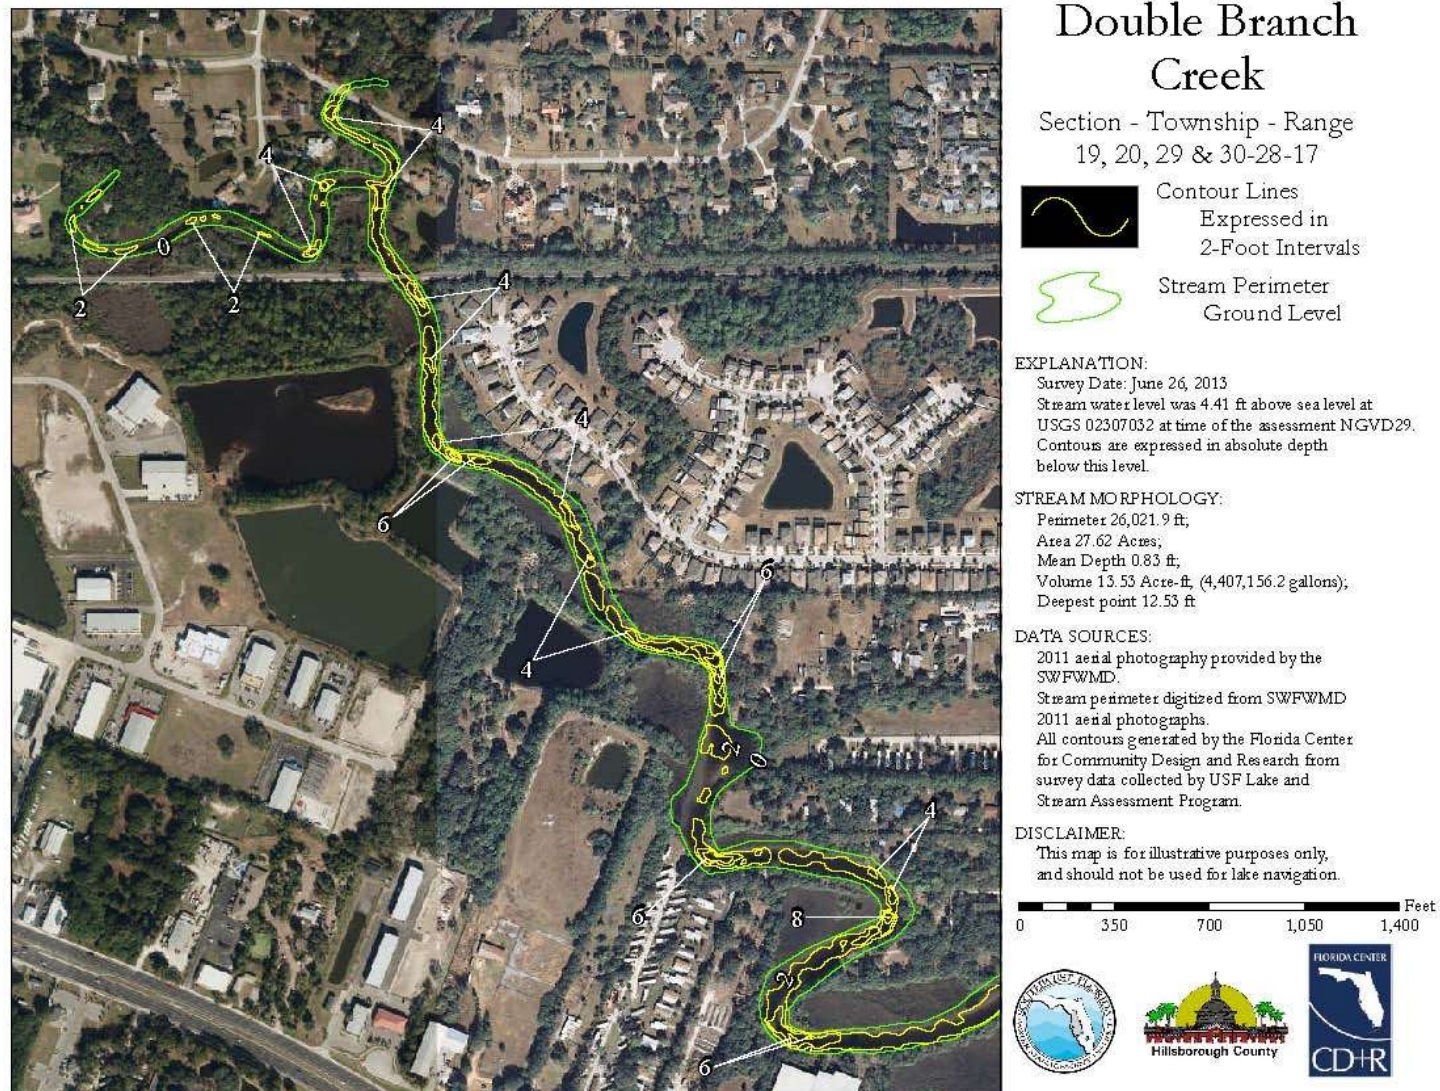 Double Branch
Creek
Section - Township - Range
19, 20, 29 & 30-28-17
Contour Lines
Expressed in
2-Foot Intervals
Stream Perimeter
Ground Level
EXPLANATION:
Survey Date: June 26, 2013
Stream water level was 4.41 ft above sea level at
USGS 02307032 at time of the assessment NGVD29.
Contours are expressed in absolute depth
below this level.
STREAM MORPHOLOGY:
Perimeter 26,021.9 ft;
Area 27.62 Acres;
Mean Depth 0.83 ft;
Volume 13.53 Acre-ft, (4,407,156.2 gallons);
Deepest point 12.53 ft
DATA SOURCES:
2011 aerial photography provided by the
SWFWMD.
Stream perimeter digitized from SWFWMD
2011 aerial photographs.
All contours generated by the Florida Center
for Community Design and Research from
survey data collected by USF Lake and
Stream Assessment Program.
DISCLAIMER:
This map is for illustrative purposes only,
and should not be used for lake navigation.
Feet
0 350 700 1,050 1,400
SOUTHWEST FLORIDA
Hillsborough County
FLORIDA CENTER
CD+R
4
4
0
2
2
4
4
6
6
4
2
0
4
6
8
2
6